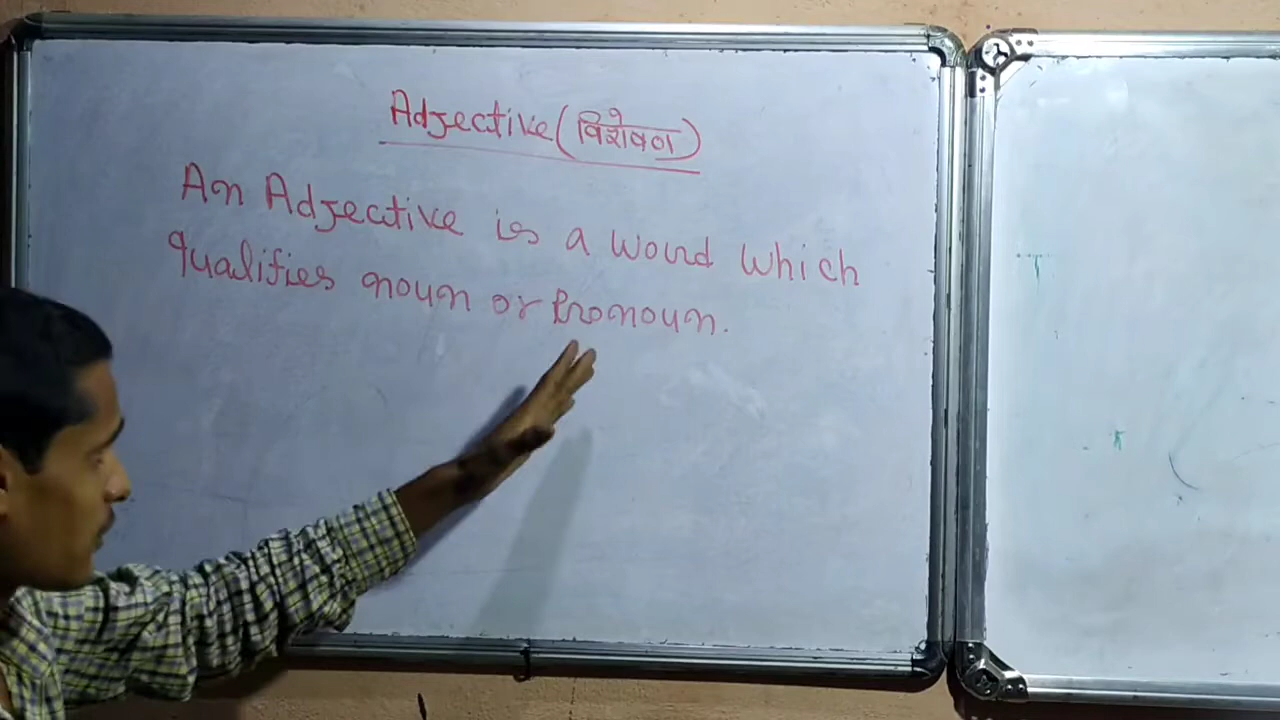 Adjective (विशेषण)
An Adjective is a word which
qualifies noun or Pronoun.